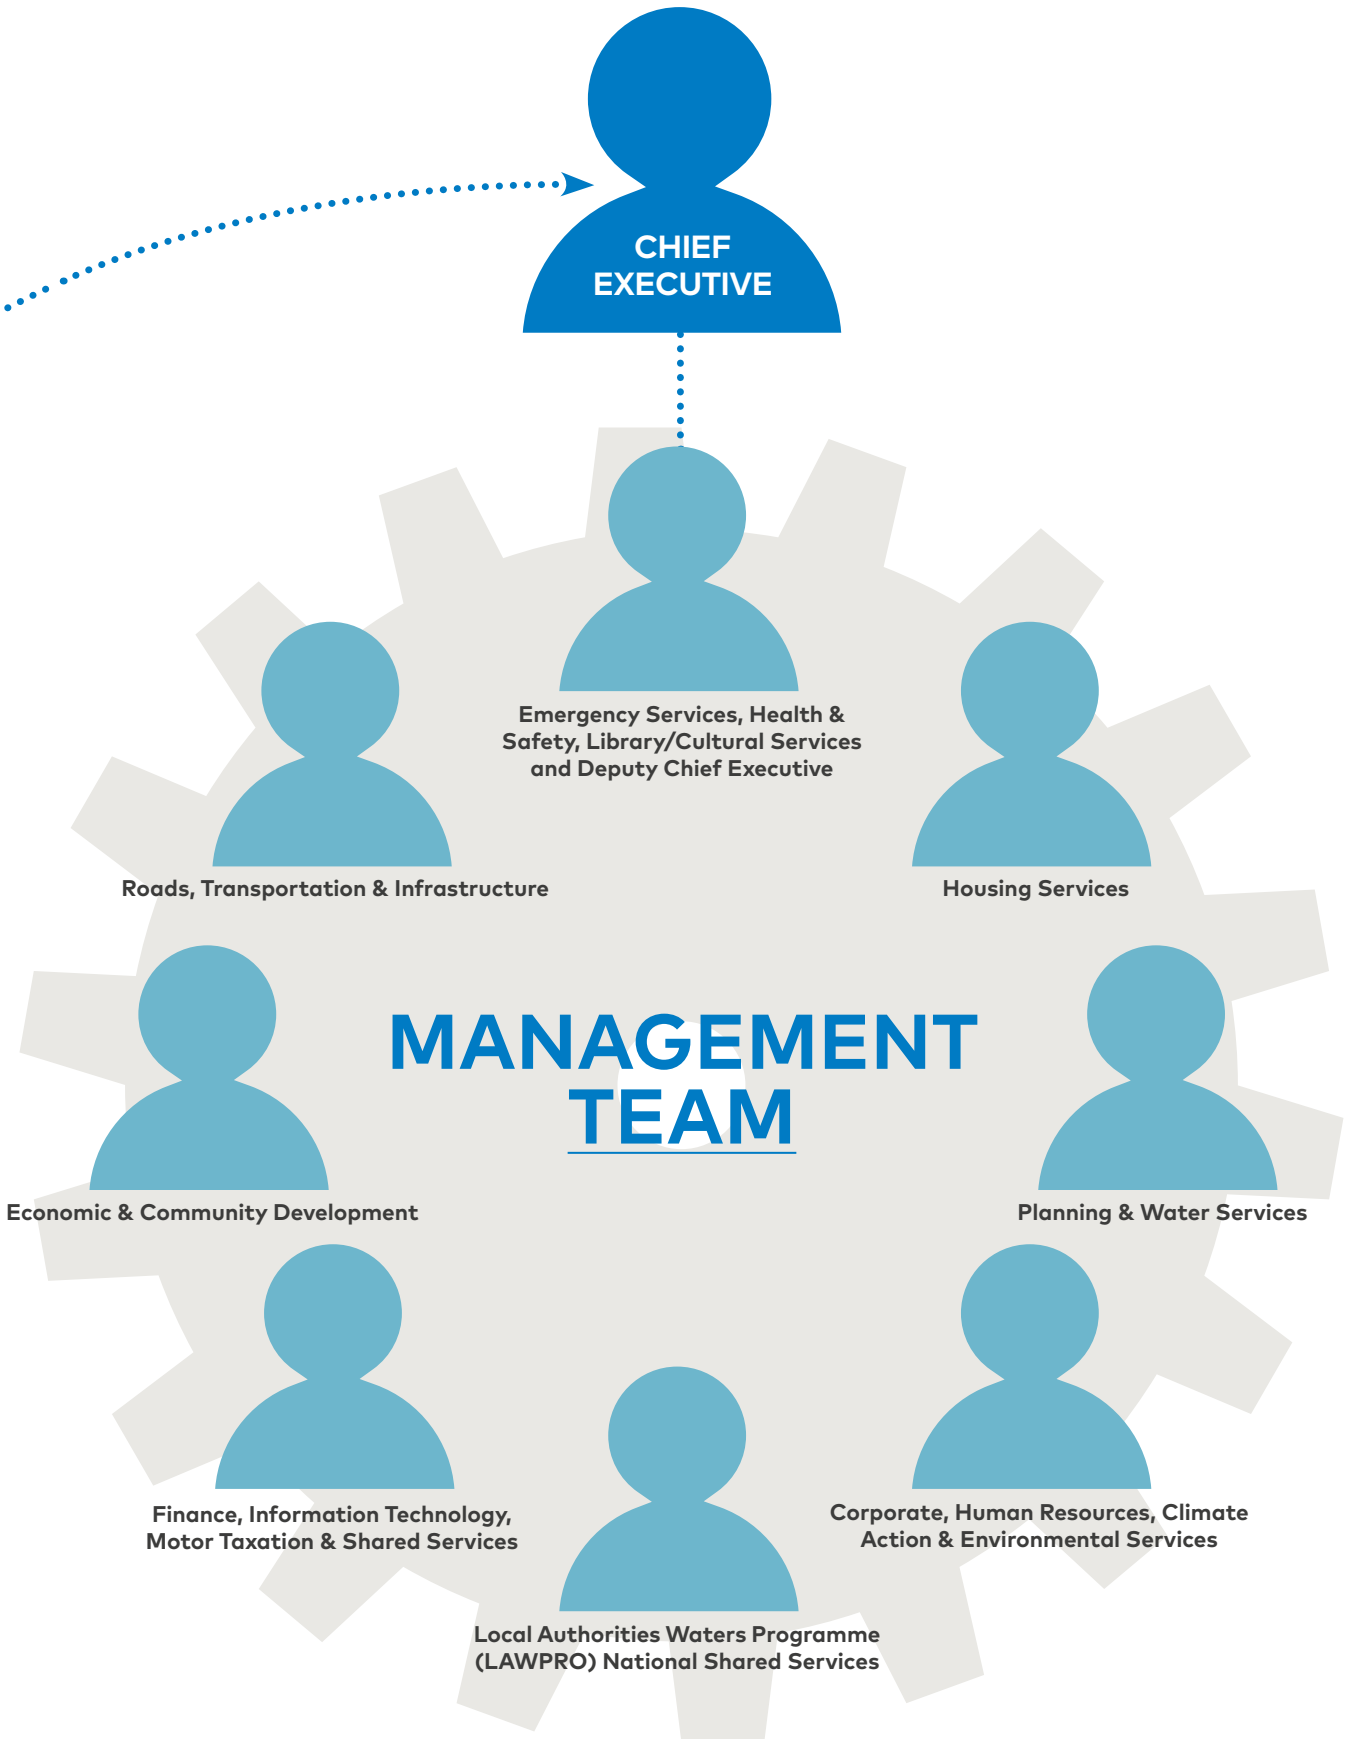 CHIEF
EXECUTIVE
Emergency Services, Health &
Safety, Library/Cultural Services
and Deputy Chief Executive
Roads, Transportation & Infrastructure
Housing Services
MANAGEMENT
TEAM
Economic & Community Development
Planning & Water Services
Finance, Information Technology,
Motor Taxation & Shared Services
Corporate, Human Resources, Climate
Action & Environmental Services
Local Authorities Waters Programme
(LAWPRO) National Shared Services